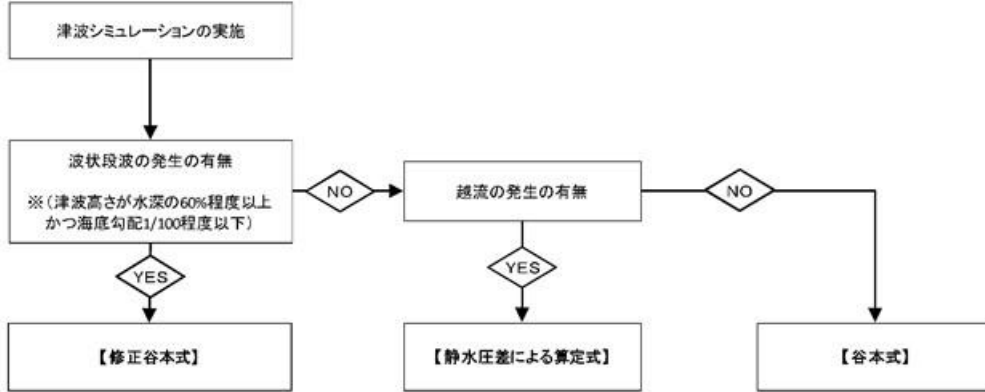 津波シミュレーションの実施
波状段波の発生の有無
※（津波高さが水深の60%程度以上
かつ海底勾配1/100程度以下）
NO
越流の発生の有無
NO
YES
YES
【修正谷本式】
【静水圧差による算定式】
【谷本式】